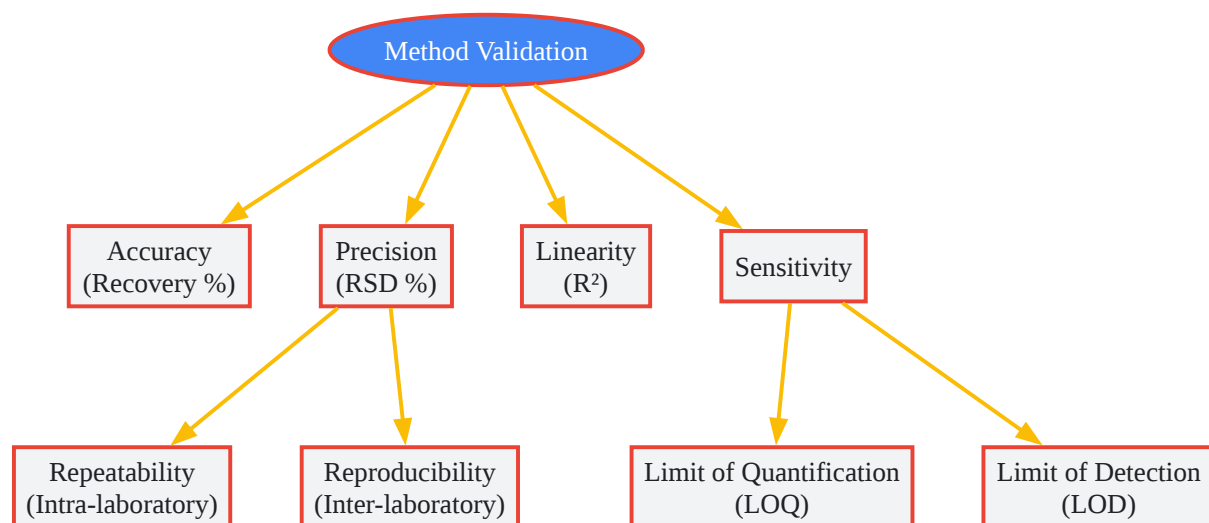 Method Validation
Accuracy
(Recovery %)
Precision
(RSD %)
Linearity
(R²)
Sensitivity
Repeatability
(Intra-laboratory)
Reproducibility
(Inter-laboratory)
Limit of Quantification
(LOQ)
Limit of Detection
(LOD)